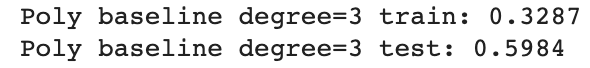 Poly baseline degree=3 train: 0.3287
Poly baseline degree=3 test: 0.5984